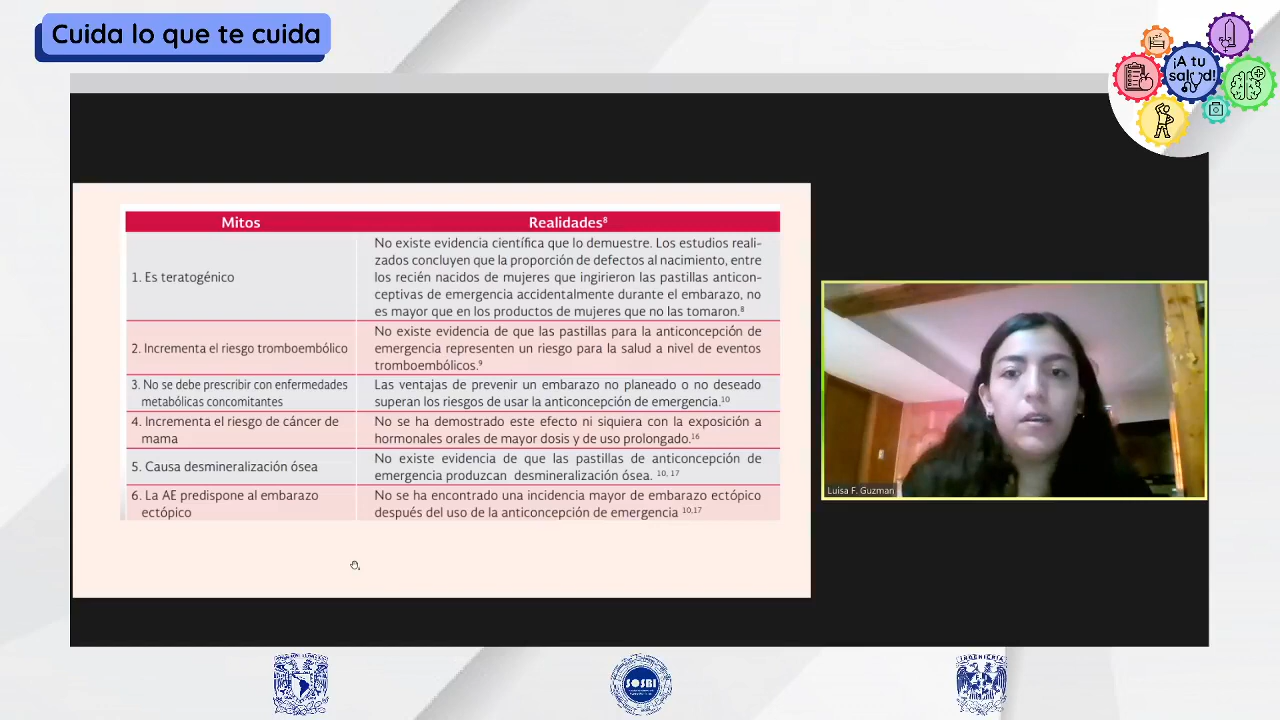 Cuida lo que te cuida
¡A tu
salud!
Mitos
Realidades⁸
1. Es teratogénico
No existe evidencia científica que lo demuestre. Los estudios reali-
zados concluyen que la proporción de defectos al nacimiento, entre
los recién nacidos de mujeres que ingirieron las pastillas anticon-
ceptivas de emergencia accidentalmente durante el embarazo, no
es mayor que en los productos de mujeres que no las tomaron.⁸
2. Incrementa el riesgo tromboembólico
No existe evidencia de que las pastillas para la anticoncepción de
emergencia representen un riesgo para la salud a nivel de eventos
tromboembólicos.⁹
3. No se debe prescribir con enfermedades
metabólicas concomitantes
Las ventajas de prevenir un embarazo no planeado o no deseado
superan los riesgos de usar la anticoncepción de emergencia.¹⁰
4. Incrementa el riesgo de cáncer de
mama
No se ha demostrado este efecto ni siquiera con la exposición a
hormonales orales de mayor dosis y de uso prolongado.¹⁶
5. Causa desmineralización ósea
No existe evidencia de que las pastillas de anticoncepción de
emergencia produzcan desmineralización ósea. ¹⁰, ¹⁷
6. La AE predispone al embarazo
ectópico
No se ha encontrado una incidencia mayor de embarazo ectópico
después del uso de la anticoncepción de emergencia ¹⁰,¹⁷
Luisa F. Guzman
SOSBI
INGENIERIA